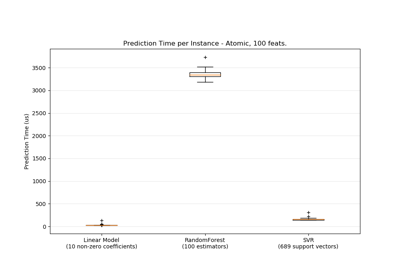 Prediction Time per Instance - Atomic, 100 feats.
Prediction Time (us)
3500
3000
2500
2000
1500
1000
500
0
Linear Model
(10 non-zero coefficients)
RandomForest
(100 estimators)
SVR
(689 support vectors)